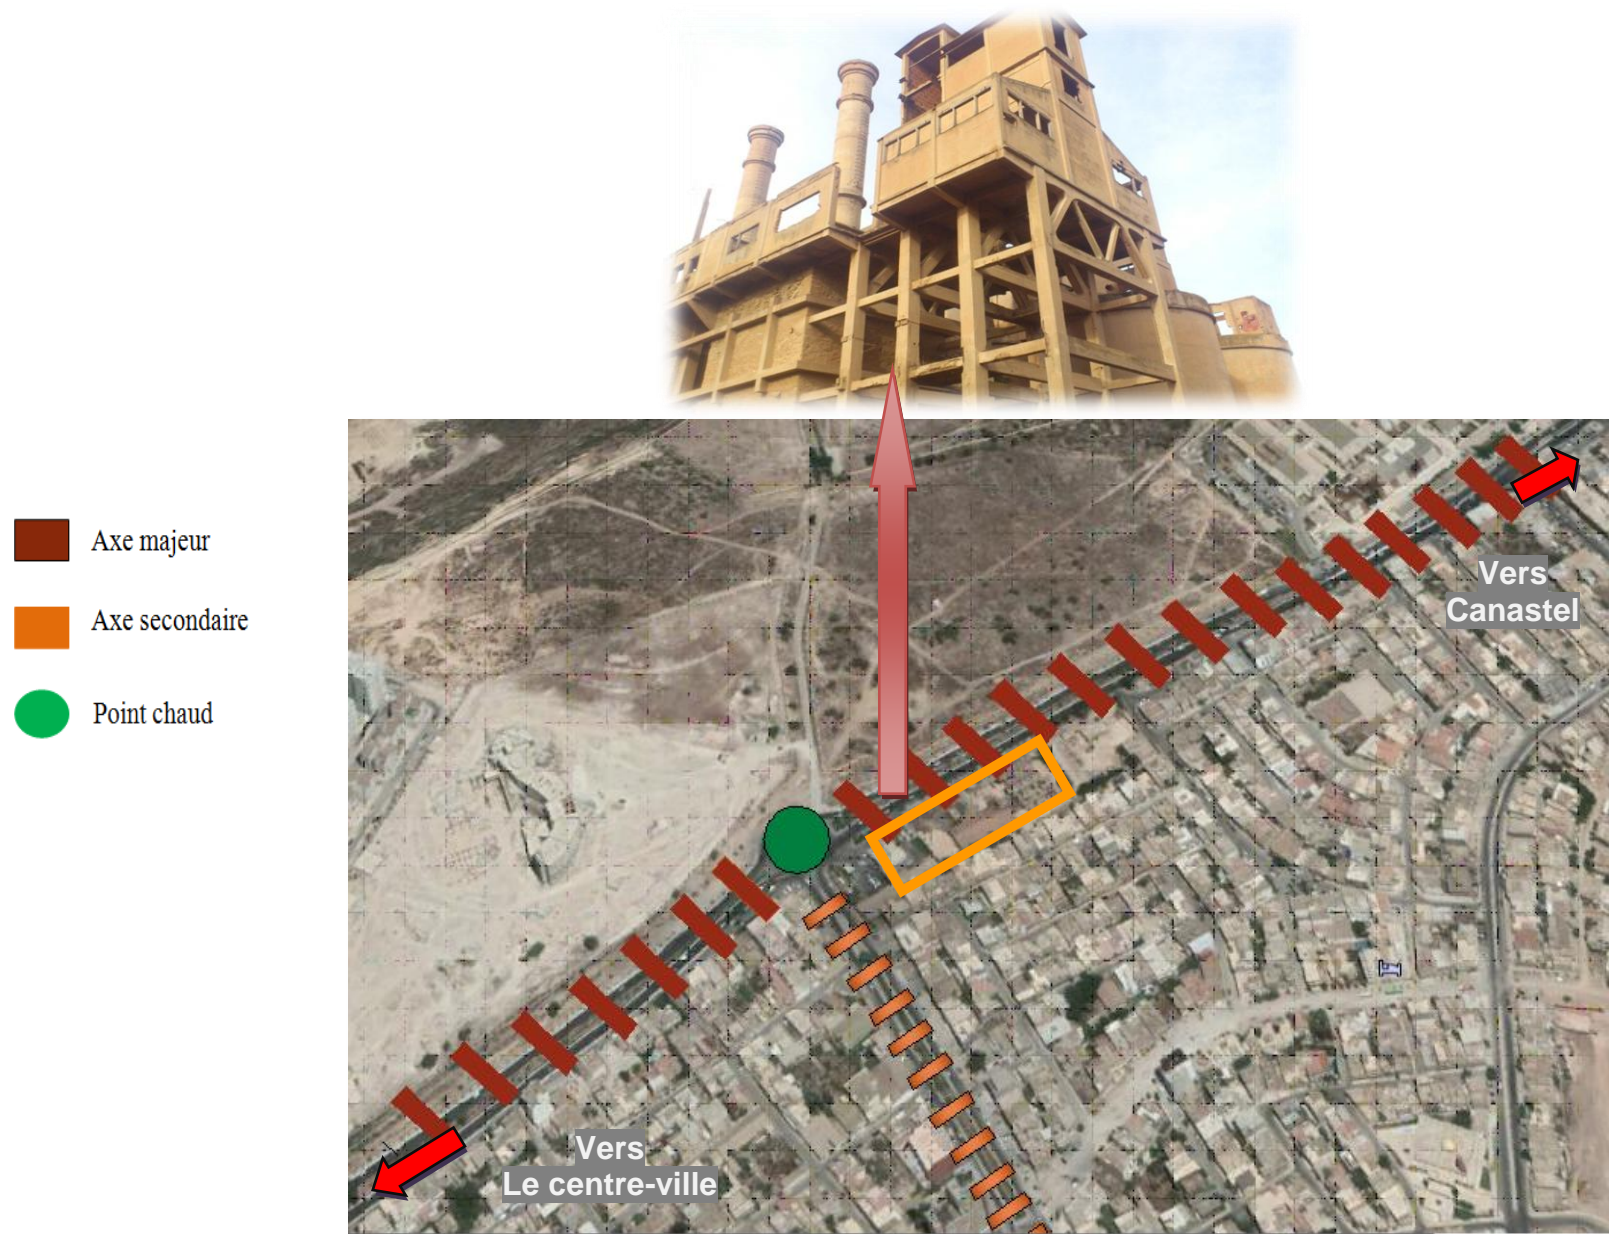 Axe majeur
Axe secondaire
Point chaud
Vers
Canastel
Vers
Le centre-ville